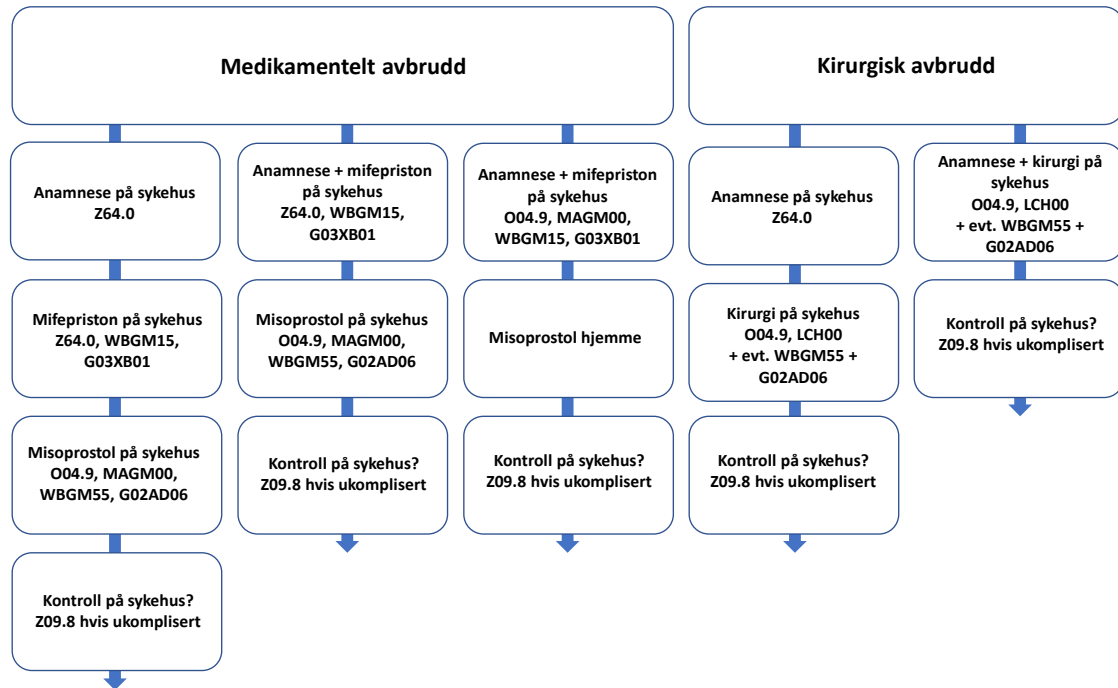 Medikamentelt avbrudd
Kirurgisk avbrudd
Anamnese på sykehus
Z64.0
Mifepriston på sykehus
Z64.0, WBGM15,
G03XB01
Misoprostol på sykehus
O04.9, MAGM00,
WBGM55, G02AD06
Kontroll på sykehus?
Z09.8 hvis ukomplisert
Anamnese + mifepriston
på sykehus
Z64.0, WBGM15,
G03XB01
Misoprostol på sykehus
O04.9, MAGM00,
WBGM55, G02AD06
Kontroll på sykehus?
Z09.8 hvis ukomplisert
Anamnese + mifepriston
på sykehus
O04.9, MAGM00,
WBGM15, G03XB01
Misoprostol hjemme
Kontroll på sykehus?
Z09.8 hvis ukomplisert
Anamnese på sykehus
Z64.0
Kirurgi på sykehus
O04.9, LCH00
+ evt. WBGM55 +
G02AD06
Kontroll på sykehus?
Z09.8 hvis ukomplisert
Anamnese + kirurgi på
sykehus
O04.9, LCH00
+ evt. WBGM55 +
G02AD06
Kontroll på sykehus?
Z09.8 hvis ukomplisert